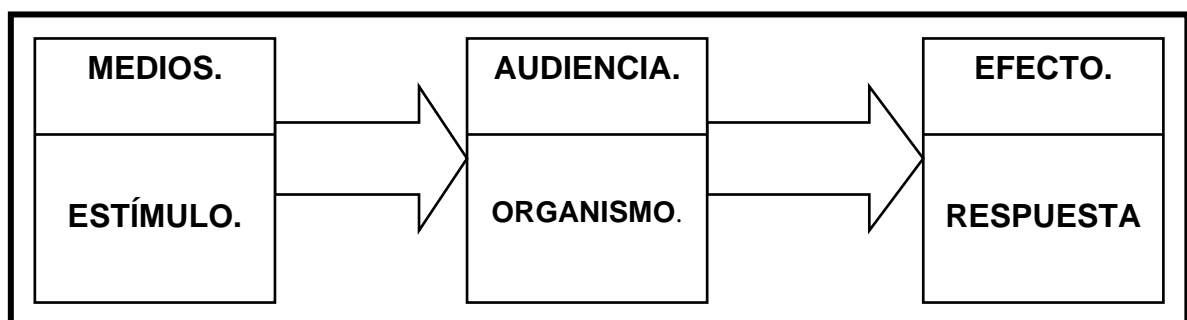 MEDIOS.
ESTÍMULO.
AUDIENCIA.
ORGANISMO.
EFECTO.
RESPUESTA